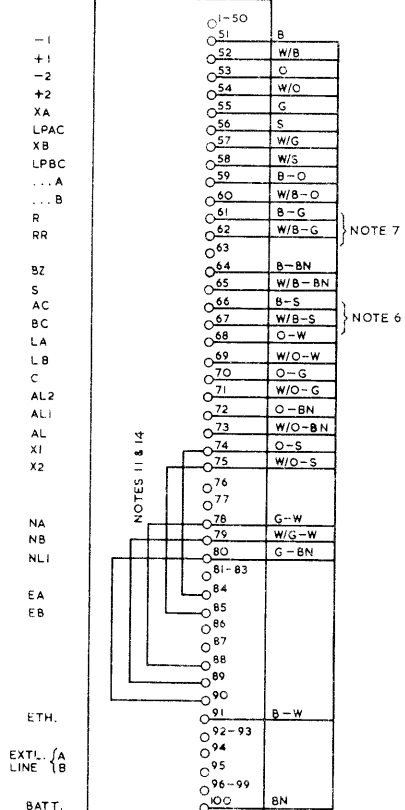 1-50
-1 51 B
+1 52 W/B
-2 53 O
+2 54 W/O
XA 55 G
LPAC 56 S
XB 57 W/G
LPBC 58 W/S
...A 59 B-O
...B 60 W/B-O
R 61 B-G
RR 62 W/B-G
NOTE 7
63
BZ 64 B-BN
S 65 W/B-BN
AC 66 B-S
BC 67 W/B-S
NOTE 6
LA 68 O-W
LB 69 W/O-W
C 70 O-G
AL2 71 W/O-G
AL1 72 O-BN
AL 73 W/O-BN
X1 74 O-S
X2 75 W/O-S
NOTES 11 & 14
76
77
NA 78 G-W
NB 79 W/G-W
NL1 80 G-BN
81-83
EA 84
EB 85
86
87
88
89
90
ETH. 91 B-W
92-93
EXTL. LINE { A 94
B 95
96-99
BATT. 100 BN